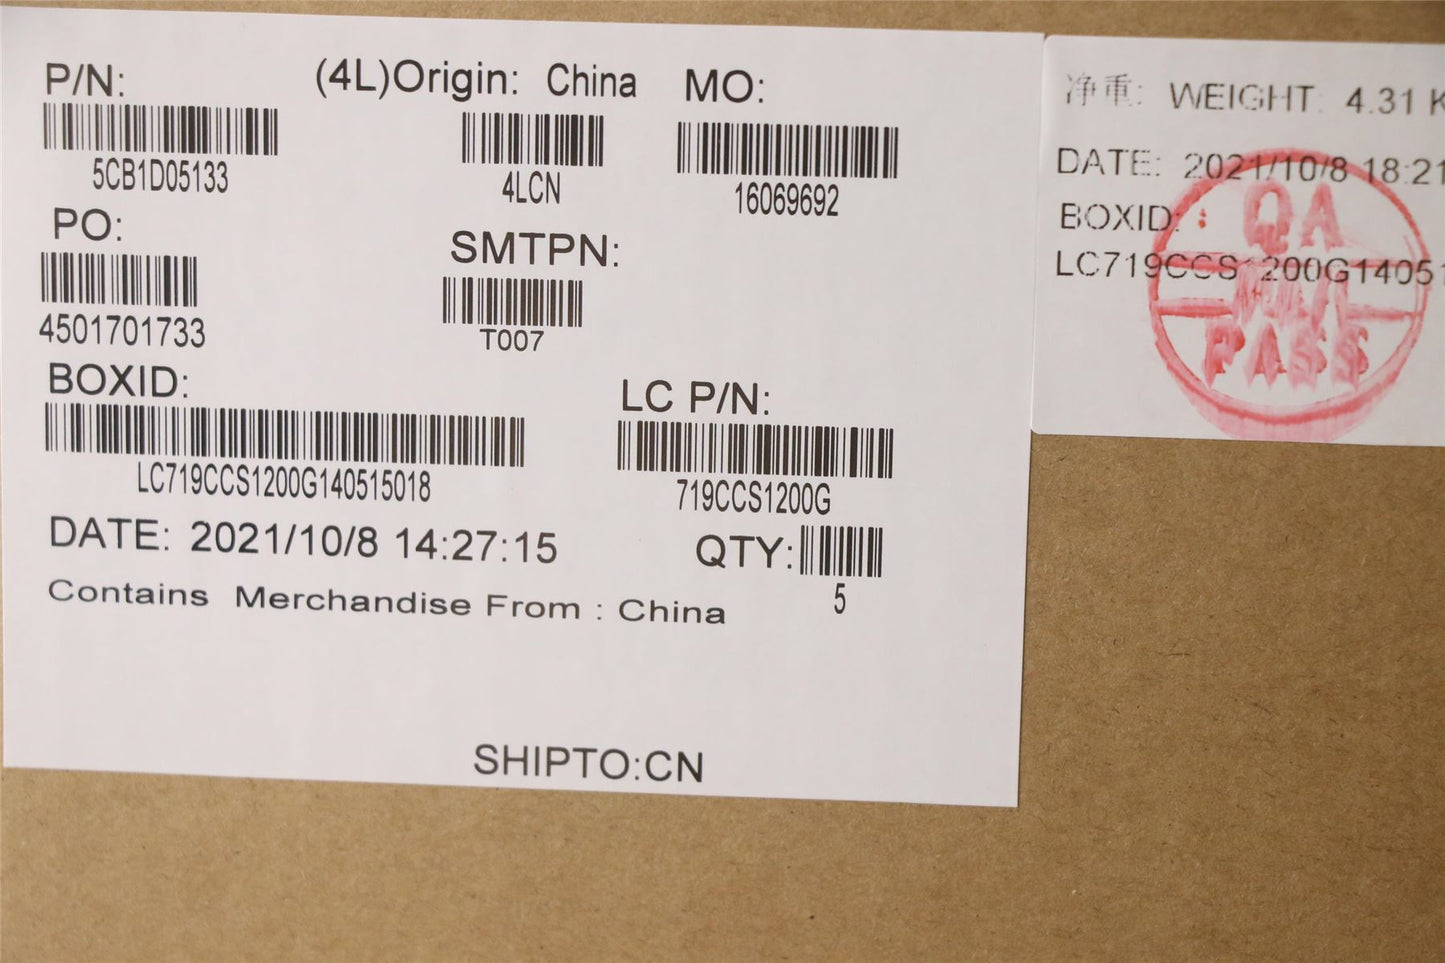 P/N:
(4L)Origin: China
MO:
5CB1D05133
4LCN
16069692
PO:
SMTPN:
4501701733
T007
BOXID:
LC P/N:
LC719CCS1200G140515018
719CCS1200G
DATE: 2021/10/8 14:27:15
QTY:
5
Contains Merchandise From : China
SHIPTO:CN
净重: WEIGHT: 4.31 K
DATE: 2021/10/8 18:21
BOXID:
LC719CCS1200G14051
QA
PASS